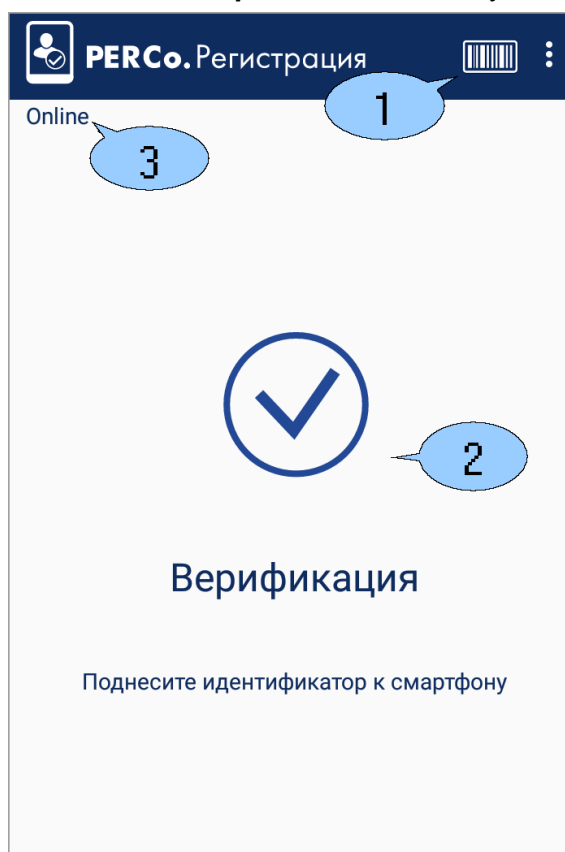 PERCo. Регистрация
1
Online
3
2
Верификация
Поднесите идентификатор к смартфону